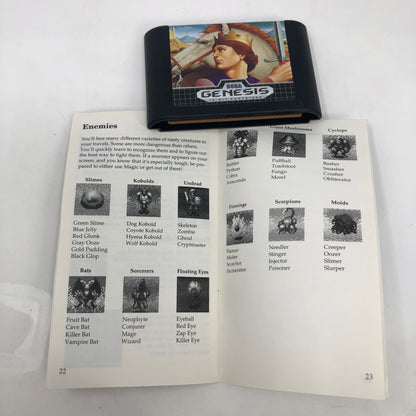 SEGA
GENESIS
16-BIT CARTRIDGE
Enemies
You'll face many different varieties of nasty creatures in
your travels. Some are more dangerous than others.
You'll quickly learn to recognize them and to figure out
the best way to fight them. If a monster appears on your
screen, and you know that it's especially tough, be pre-
pared to either use Magic or get out of there!
Slimes
Kobolds
Undead
Green Slime
Blue Jelly
Red Glunk
Gray Ooze
Gold Pudding
Black Glop
Dog Kobold
Coyote Kobold
Hyena Kobold
Wolf Kobold
Skeleton
Zombie
Ghoul
Cryptmaster
Bats
Sorcerers
Floating Eyes
Fruit Bat
Cave Bat
Killer Bat
Vampire Bat
Neophyte
Conjurer
Mage
Wizard
Eyeball
Red Eye
Zap Eye
Killer Eye
22
Giant Mushrooms
Cyclops
Rattler
Python
Cobra
Anaconda
Puffball
Toadstool
Fungo
Morel
Basher
Smasher
Crusher
Obliterator
Scorpions
Molds
Flamer
Melter
Scorcher
Incinerator
Needler
Stinger
Injector
Poisoner
Creeper
Oozer
Slimer
Slurper
23